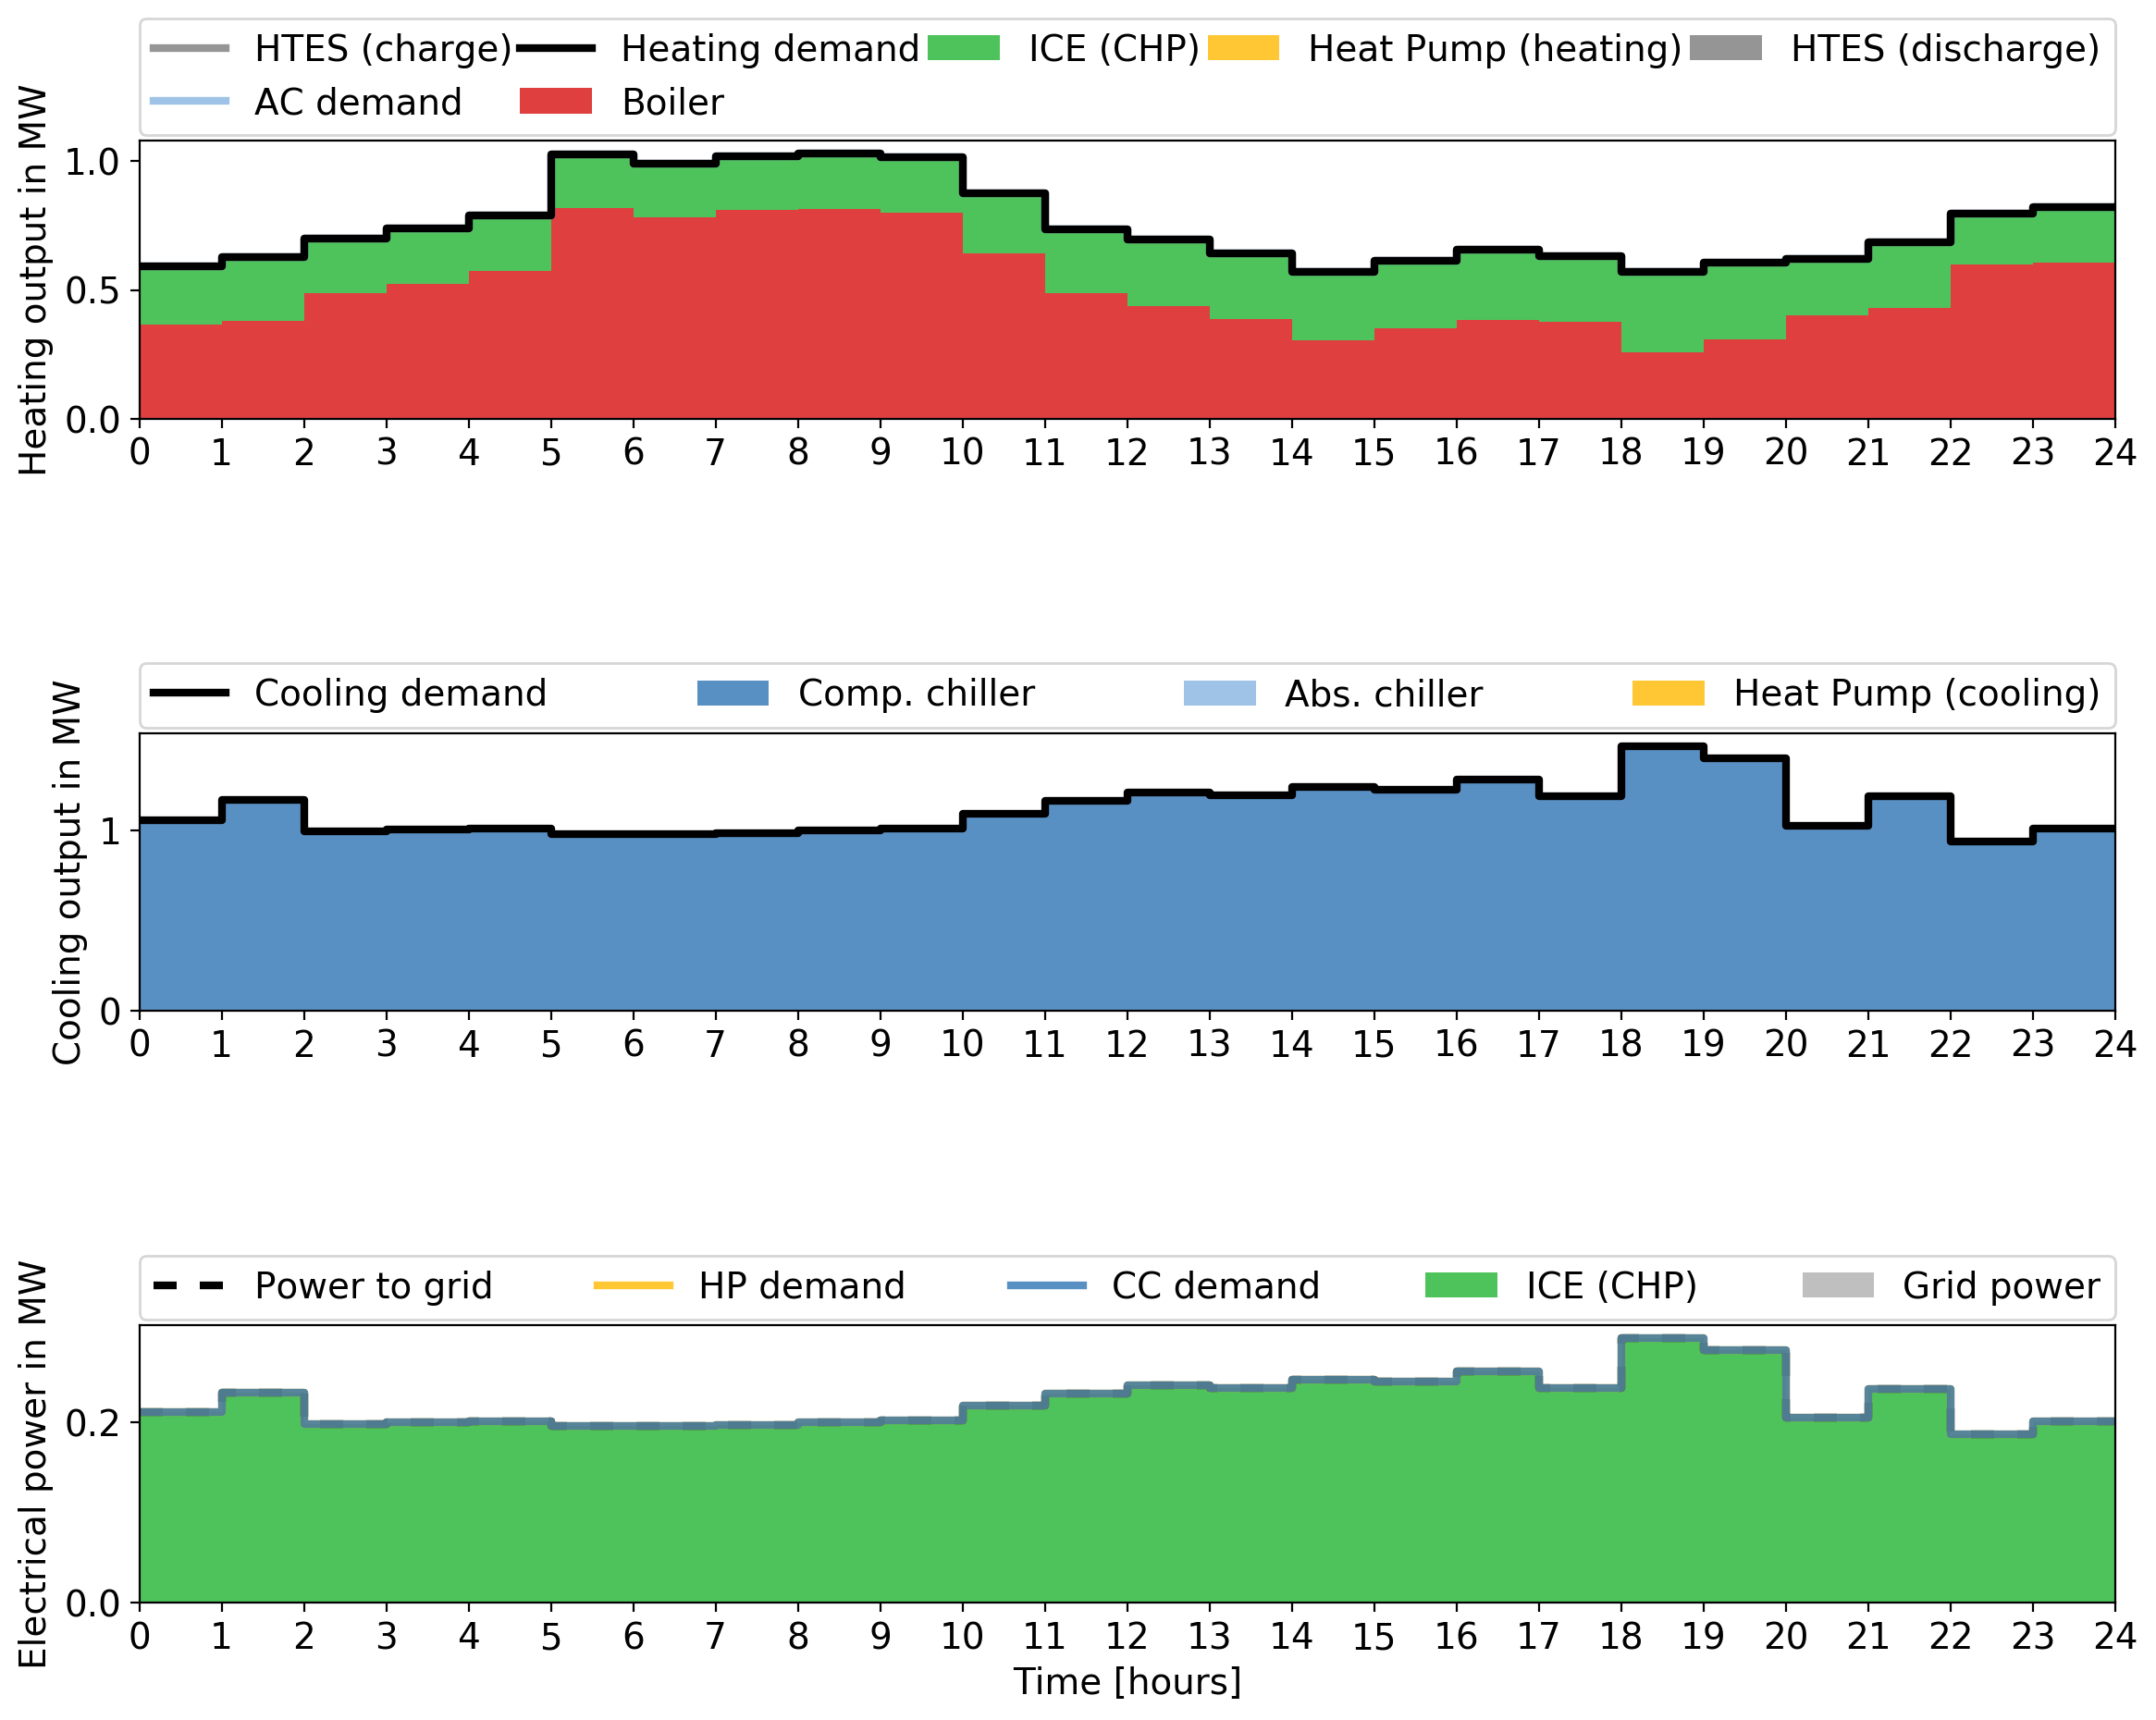 HTES (charge) Heating demand ICE (CHP) Heat Pump (heating) HTES (discharge)
AC demand Boiler
Heating output in MW
1.0
0.5
0.0
0 1 2 3 4 5 6 7 8 9 10 11 12 13 14 15 16 17 18 19 20 21 22 23 24
Cooling demand Comp. chiller Abs. chiller Heat Pump (cooling)
Cooling output in MW
1
0
0 1 2 3 4 5 6 7 8 9 10 11 12 13 14 15 16 17 18 19 20 21 22 23 24
Power to grid HP demand CC demand ICE (CHP) Grid power
Electrical power in MW
0.2
0.0
0 1 2 3 4 5 6 7 8 9 10 11 12 13 14 15 16 17 18 19 20 21 22 23 24
Time [hours]